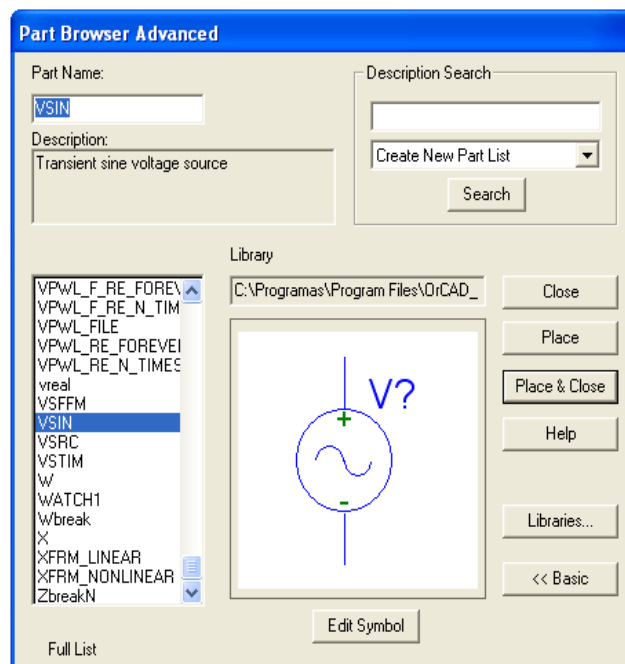 Part Browser Advanced
Part Name:
VSIN
Description:
Transient sine voltage source
Description Search
Create New Part List
Search
Library
C:\Programas\Program Files\OrCAD_
VPWL_F_RE_FOREV
VPWL_F_RE_N_TIM
VPWL_FILE
VPWL_RE_FOREVEI
VPWL_RE_N_TIMES
vreal
VSFFM
VSIN
VSRC
VSTIM
W
WATCH1
Wbreak
X
XFRM_LINEAR
XFRM_NONLINEAR
ZbreakN
V?
+
-
Close
Place
Place & Close
Help
Libraries...
<< Basic
Edit Symbol
Full List